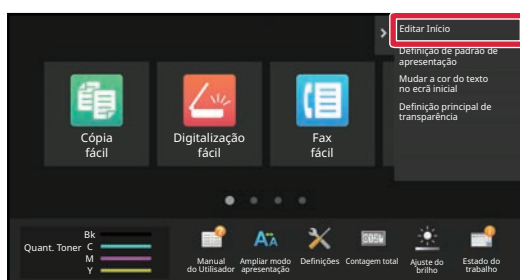 Editar Início
Definição de padrão de
apresentação
Mudar a cor do texto
no ecrã inicial
Definição principal de
transparência
Cópia
fácil
Digitalização
fácil
Fax
fácil
Quant. Toner
Bk
C
M
Y
Manual
do Utilisador
Ampliar modo
apresentação
Definições
Contagem total
Ajuste do
brilho
Estado do
trabalho